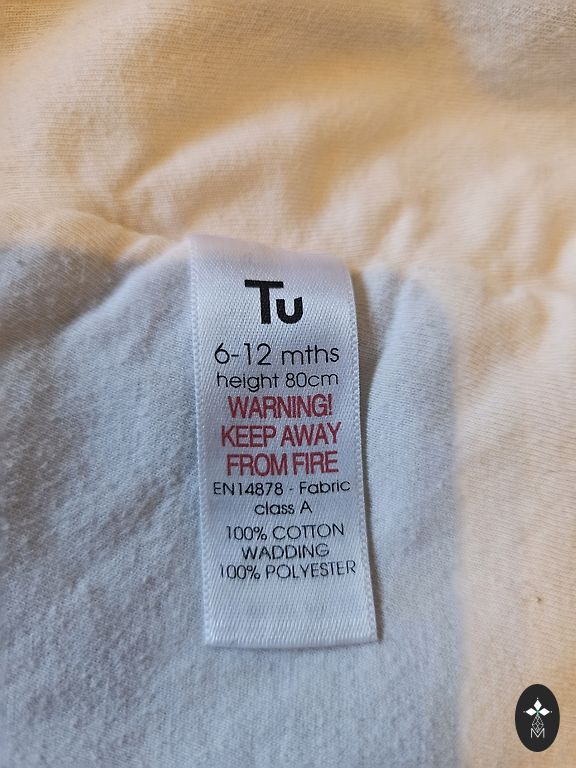 Tu
6-12 mths
height 80cm
WARNING!
KEEP AWAY
FROM FIRE
EN14878 - Fabric
class A
100% COTTON
WADDING
100% POLYESTER
M